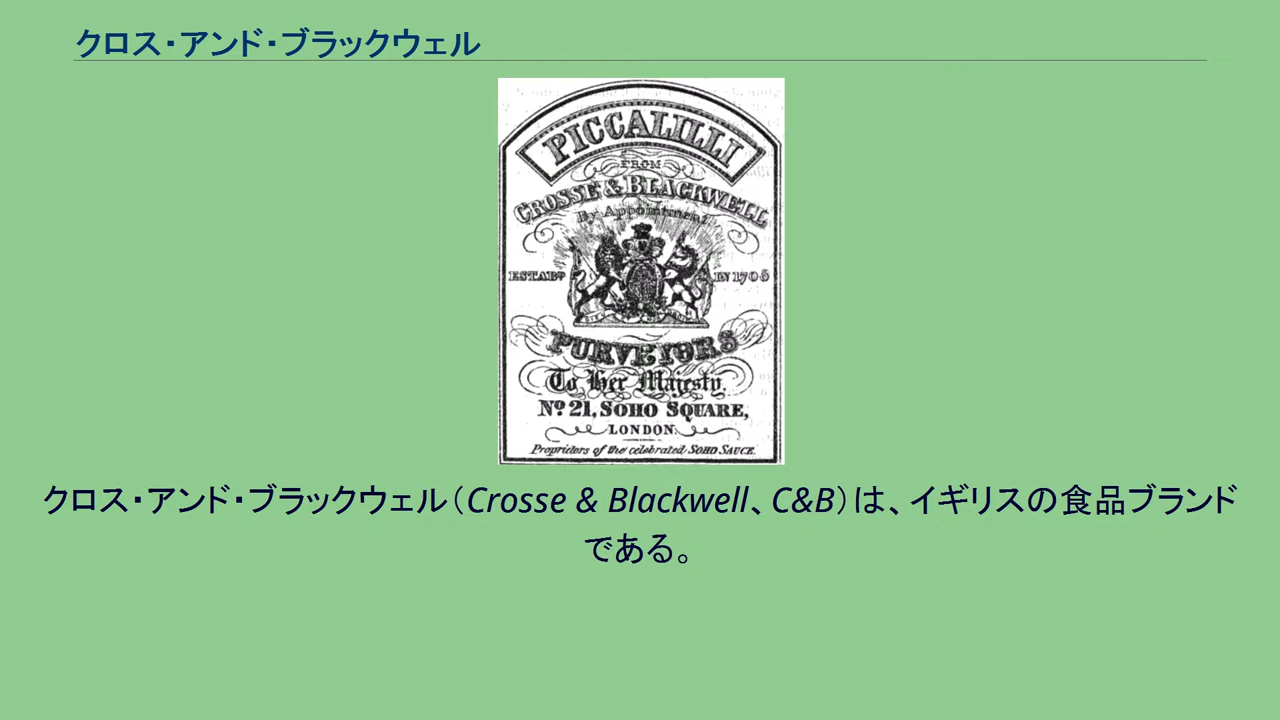 クロス・アンド・ブラックウェル
PICCALILLI
FROM
CROSSE & BLACKWELL
By Appointment
ESTABD IN 1706
PURVEYORS
To Her Majesty.
No 21, SOHO SQUARE,
LONDON.
Proprietors of the celebrated SOHO SAUCE.
クロス・アンド・ブラックウェル（Crosse & Blackwell、C&B）は、イギリスの食品ブランド
である。